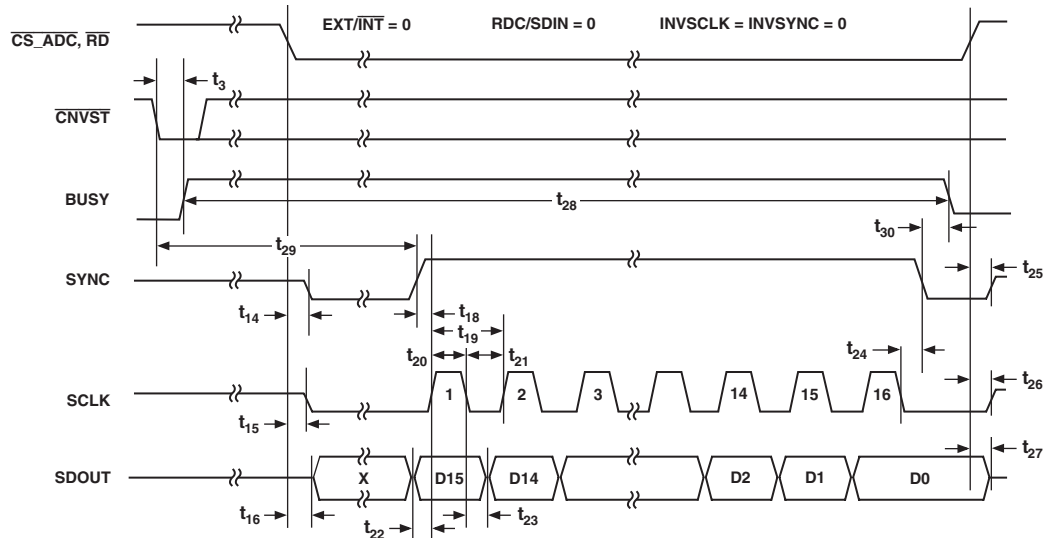 EXT/INT = 0 RDC/SDIN = 0 INVSCLK = INVSYNC = 0
CS_ADC, RD
t3
CNVST
BUSY
t28
t30
t29
SYNC
t25
t14
t18
t19
t20
t21
t24
t26
SCLK
1 2 3 14 15 16
t15
t27
SDOUT
X D15 D14 D2 D1 D0
t16
t22
t23